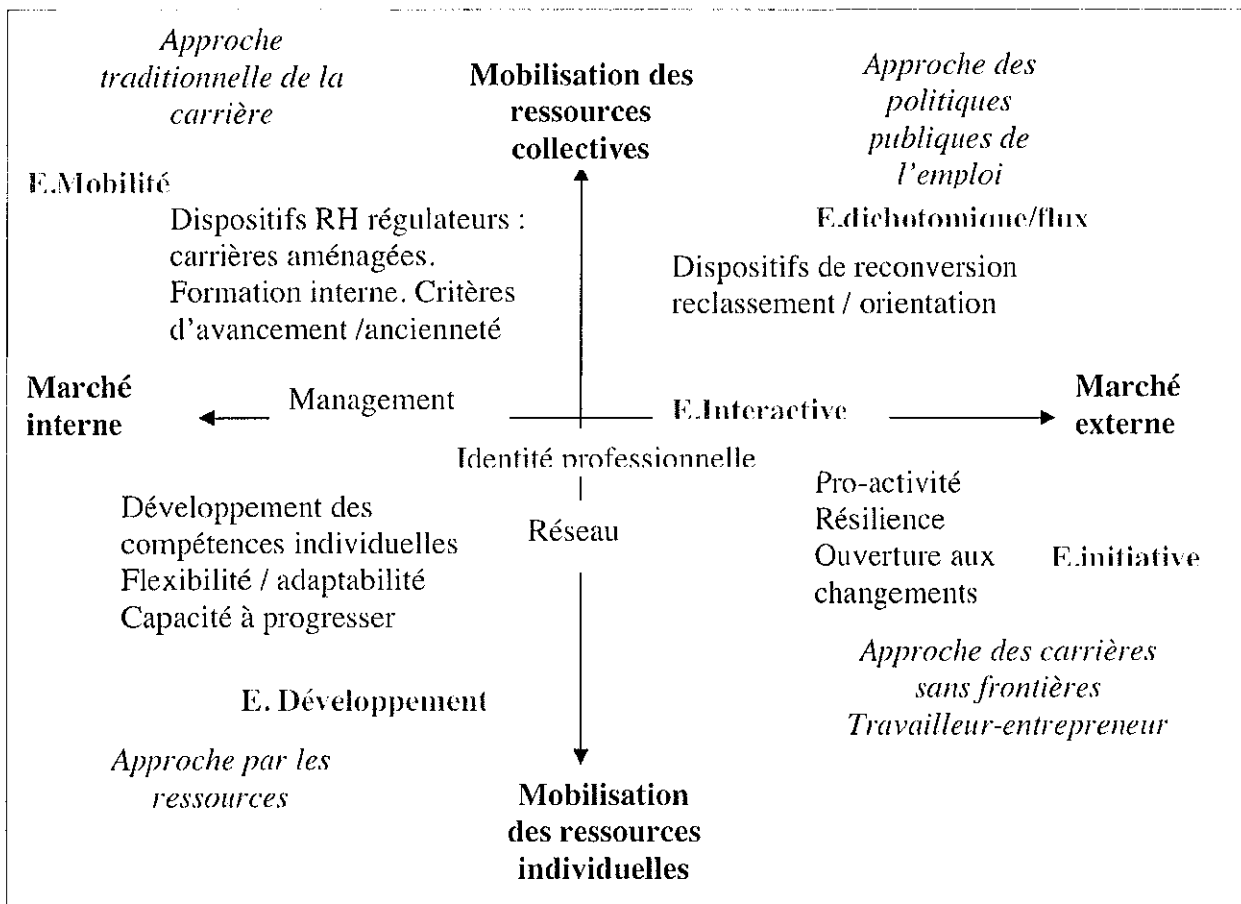 Approche
traditionnelle de la
carrière
Mobilisation des
ressources
collectives
Approche des
politiques
publiques de
l'emploi
E.Mobilité
E.dichotomique/flux
Dispositifs RH régulateurs :
carrières aménagées.
Formation interne. Critères
d'avancement /ancienneté
Dispositifs de reconversion
reclassement / orientation
Marché
interne
Management
E.Interactive
Marché
externe
Identité professionnelle
Réseau
Développement des
compétences individuelles
Flexibilité / adaptabilité
Capacité à progresser
Pro-activité
Résilience
Ouverture aux
changements
E.initiative
E. Développement
Approche des carrières
sans frontières
Travailleur-entrepreneur
Approche par les
ressources
Mobilisation
des ressources
individuelles